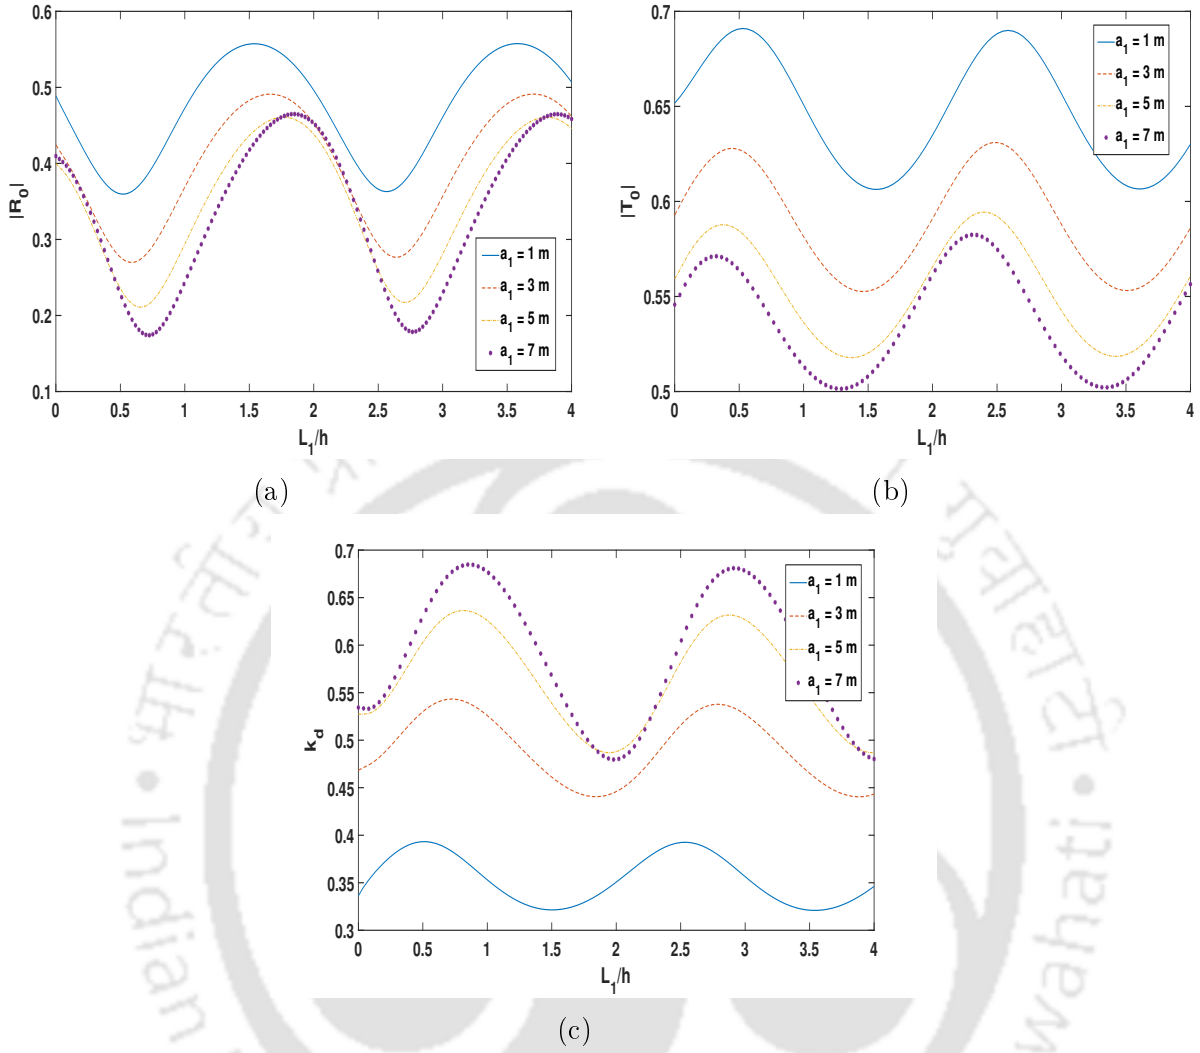 0.7
0.6
0.5
0.4
0.3
0.2
0.1
|R0|
0 0.5 1 1.5 2 2.5 3 3.5 4
L1/h
a1 = 1 m
a1 = 3 m
a1 = 5 m
a1 = 7 m
(a)
0.7
0.65
0.6
0.55
0.5
|T0|
0 0.5 1 1.5 2 2.5 3 3.5 4
L1/h
a1 = 1 m
a1 = 3 m
a1 = 5 m
a1 = 7 m
(b)
0.7
0.65
0.6
0.55
0.5
0.45
0.4
0.35
0.3
kd
0 0.5 1 1.5 2 2.5 3 3.5 4
L1/h
a1 = 1 m
a1 = 3 m
a1 = 5 m
a1 = 7 m
(c)
Indian
wahati